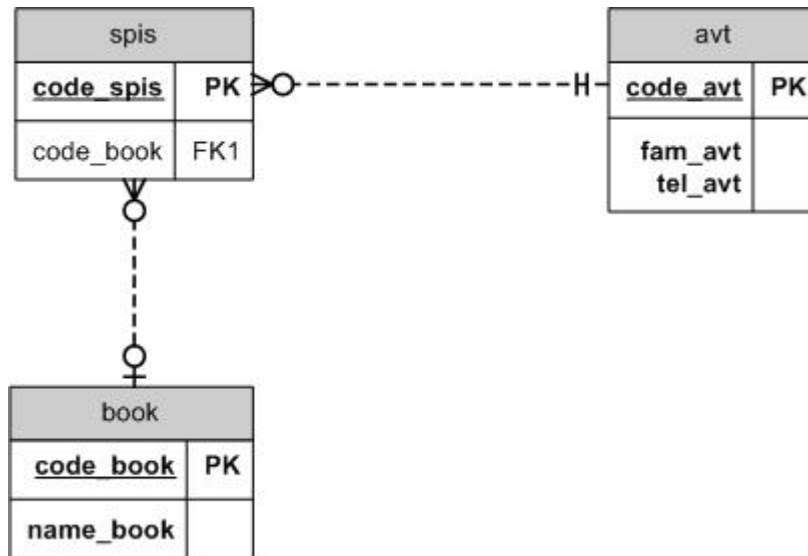 spis
code_spis PK
code_book FK1
avt
code_avt PK
fam_avt
tel_avt
book
code_book PK
name_book